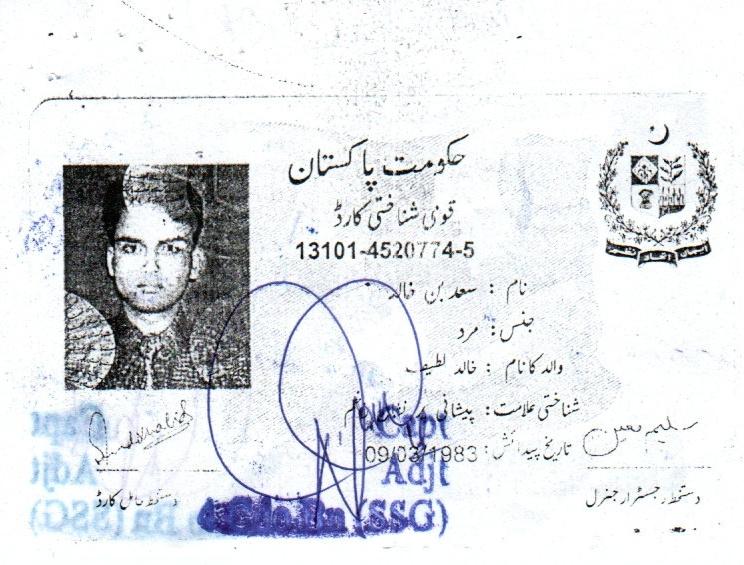 حکومت پاکستان
قومی شناختی کارڈ
13101-4520774-5
نام : سعد بن خالد
جنس : مرد
والد کا نام : خالد لطیف
شناختی علامت : پیشانی پر
تاریخ پیدائش : 09/03/1983
دستخط حامل کارڈ
دستخط رجسٹرار جنرل
Capt
Adjt
Bn (SSG)